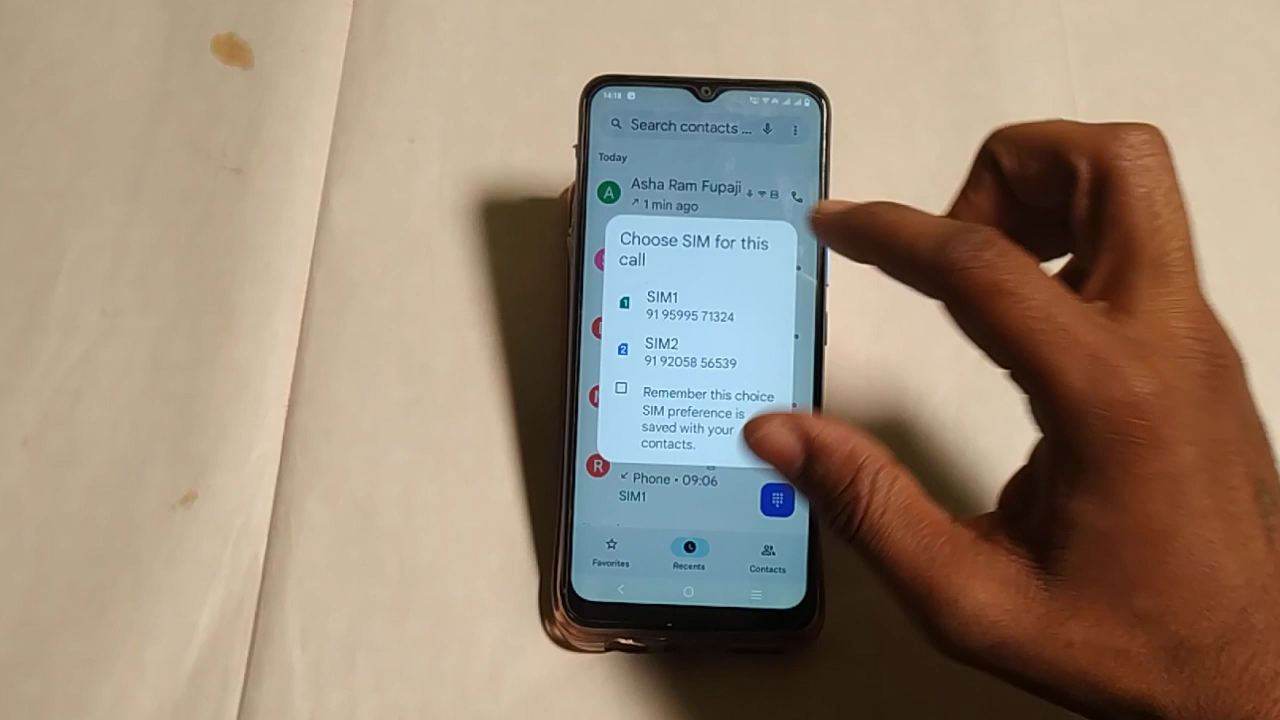 14:18
Search contacts ...
Today
A
Asha Ram Fupaji
1 min ago
Choose SIM for this
call
1
SIM1
91 95995 71324
2
SIM2
91 92058 56539
Remember this choice
SIM preference is
saved with your
contacts.
R
Phone • 09:06
SIM1
Favorites
Recents
Contacts